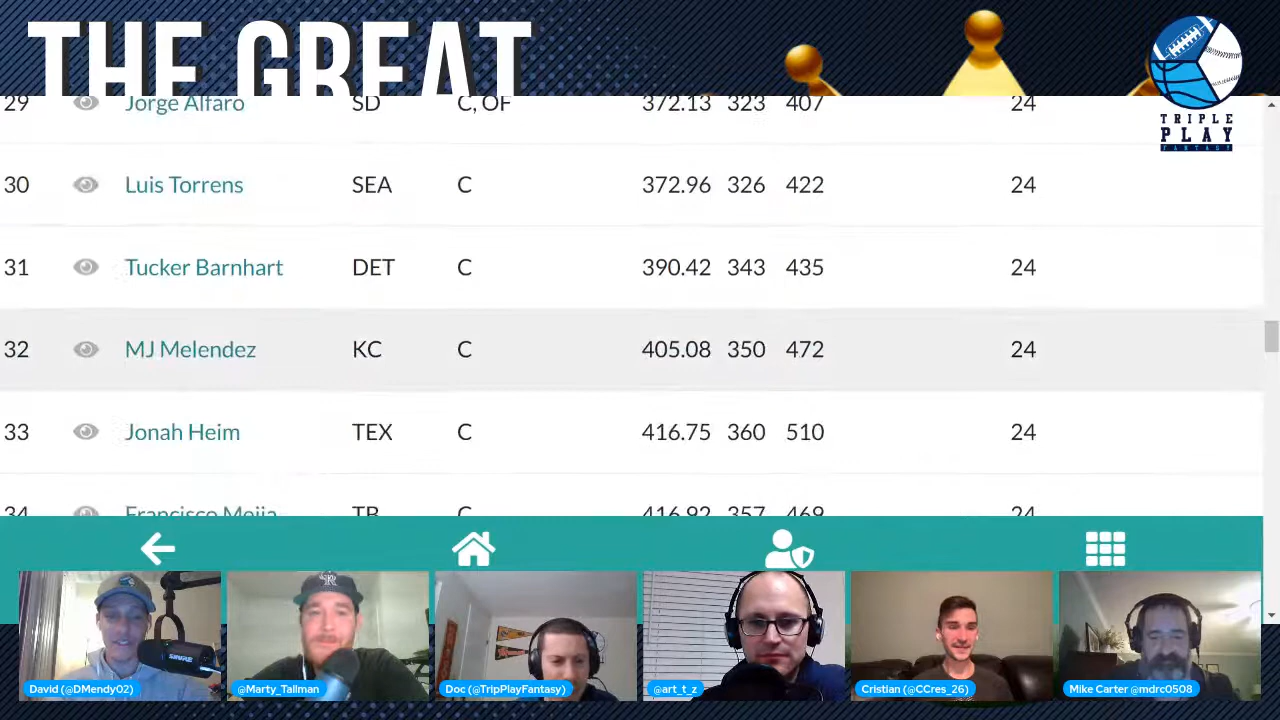 THE GREAT
TRIPLE
PLAY
FANTASY
29 Jorge Alfaro SD C, OF 372.13 323 407 24
30 Luis Torrens SEA C 372.96 326 422 24
31 Tucker Barnhart DET C 390.42 343 435 24
32 MJ Melendez KC C 405.08 350 472 24
33 Jonah Heim TEX C 416.75 360 510 24
34 Francisco Mejia TB C 416.92 357 469 24
David (@DMendy02) @Marty_Tallman Doc (@TripPlayFantasy) @art_t_z Cristian (@CCres_26) Mike Carter @mdrc0508